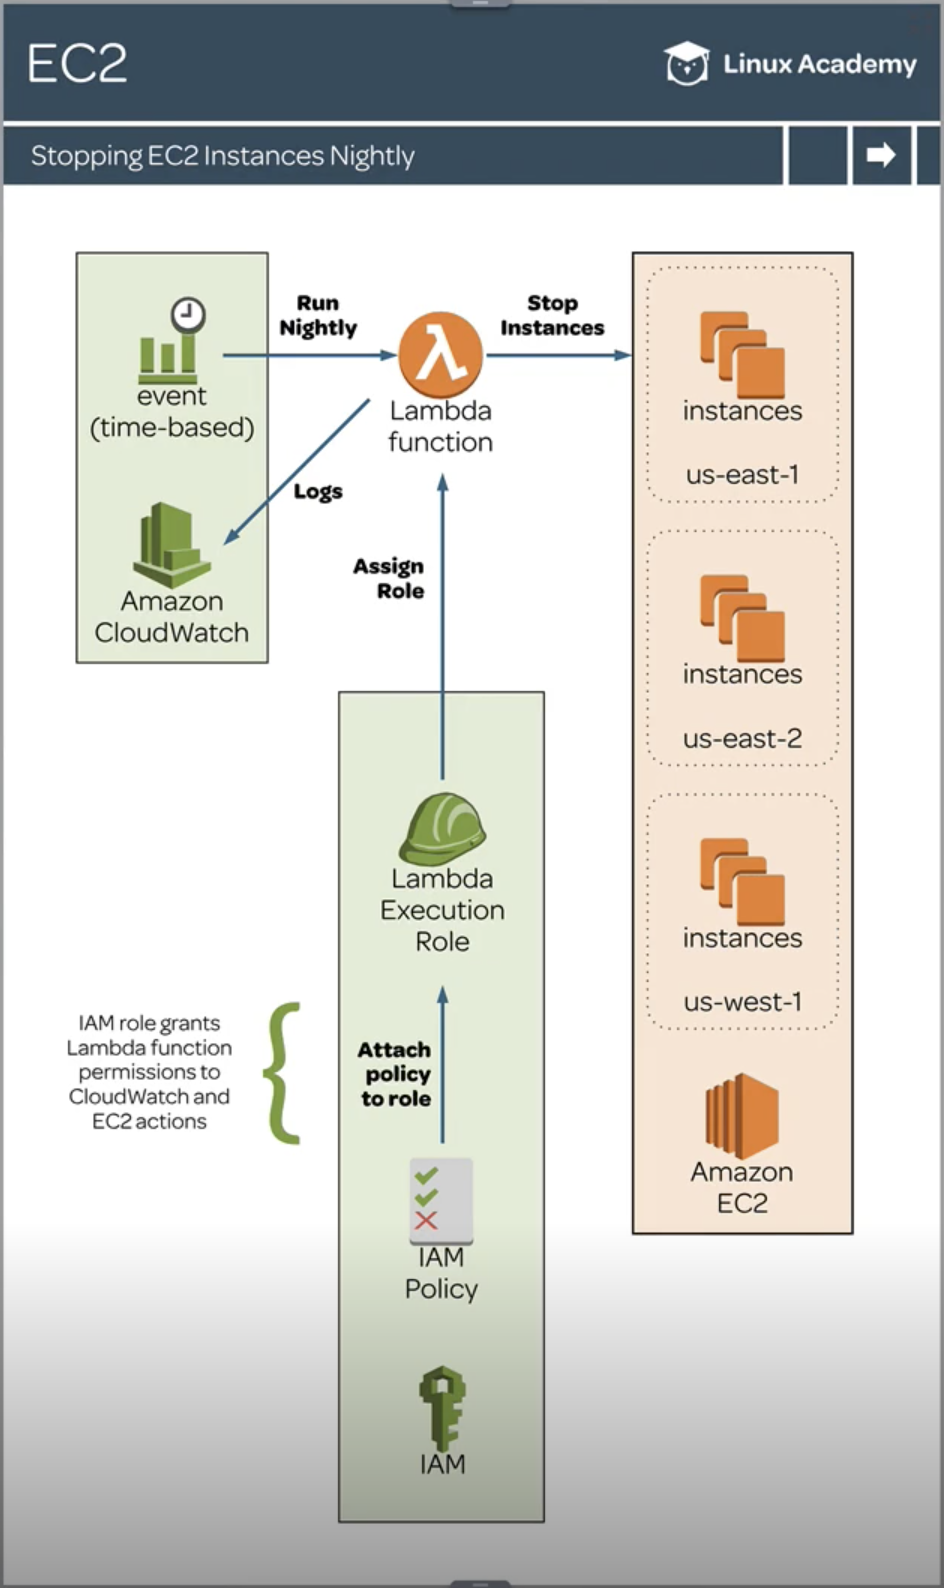 EC2
Linux Academy
Stopping EC2 Instances Nightly
event
(time-based)
Run
Nightly
λ
Lambda
function
Stop
Instances
Logs
Amazon
CloudWatch
Assign
Role
Lambda
Execution
Role
IAM role grants
Lambda function
permissions to
CloudWatch and
EC2 actions
Attach
policy
to role
IAM
Policy
IAM
instances
us-east-1
instances
us-east-2
instances
us-west-1
Amazon
EC2